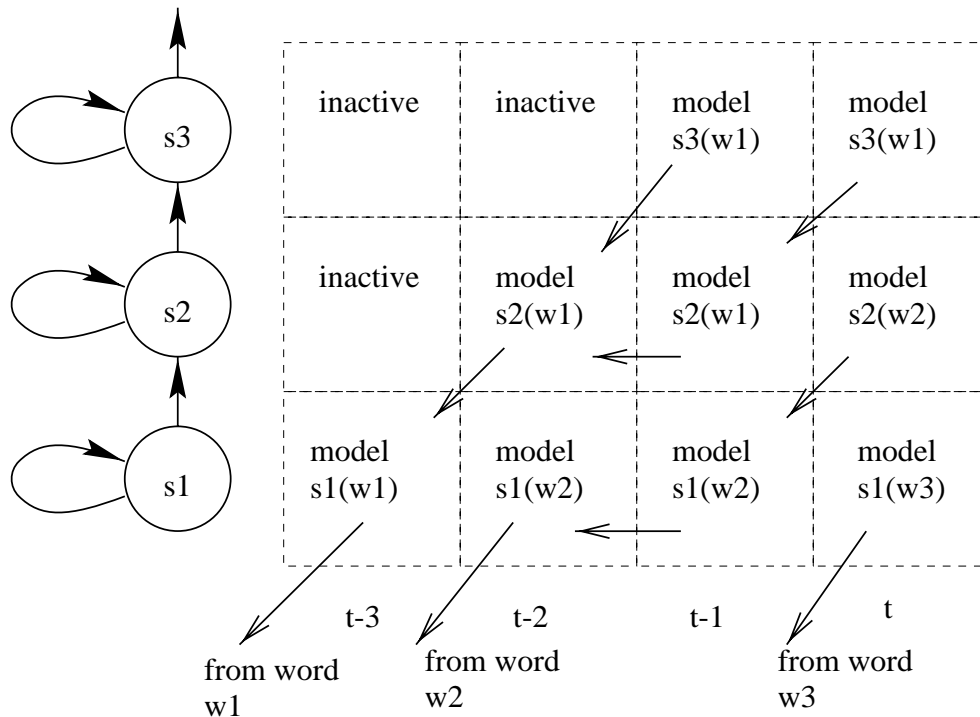 s3
inactive
inactive
model
s3(w1)
model
s3(w1)
s2
inactive
model
s2(w1)
model
s2(w1)
model
s2(w2)
s1
model
s1(w1)
model
s1(w2)
model
s1(w2)
model
s1(w3)
t-3
t-2
t-1
t
from word
w1
from word
w2
from word
w3